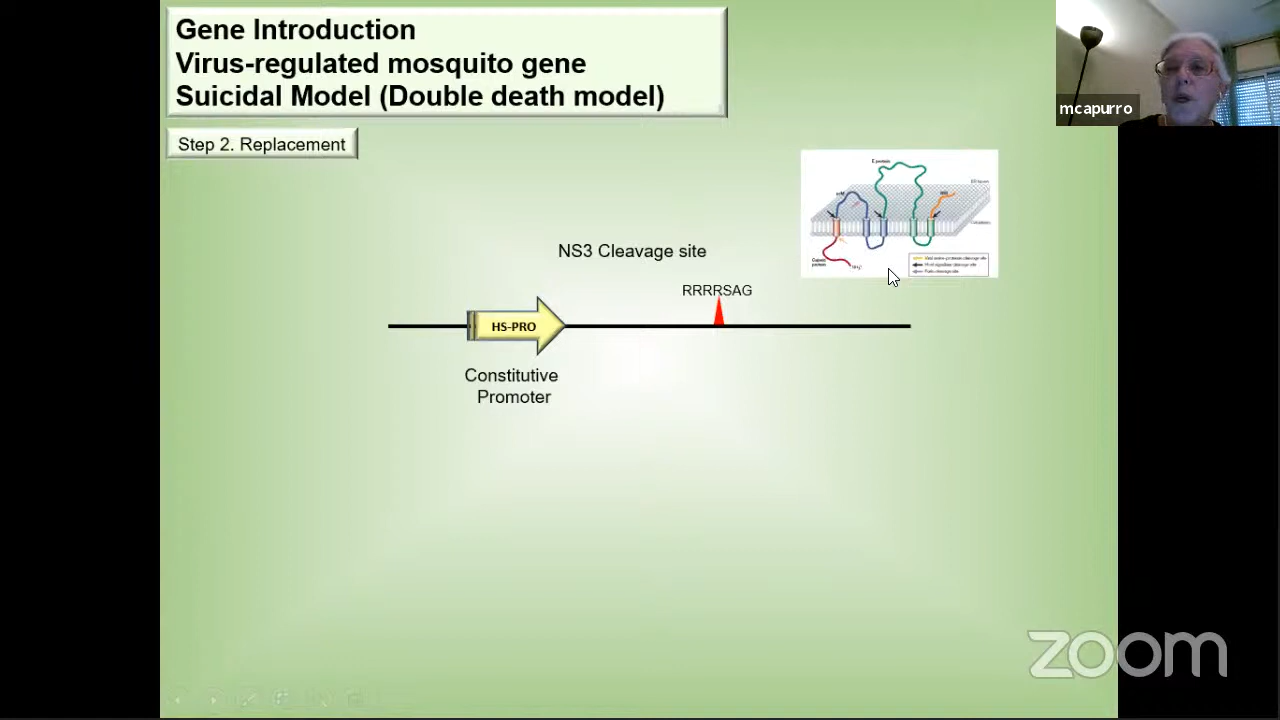 Gene Introduction
Virus-regulated mosquito gene
Suicidal Model (Double death model)
mcapurro
Step 2. Replacement
E protein
NS3 Cleavage site
RRRRSAG
HS-PRO
Constitutive
Promoter
zoom